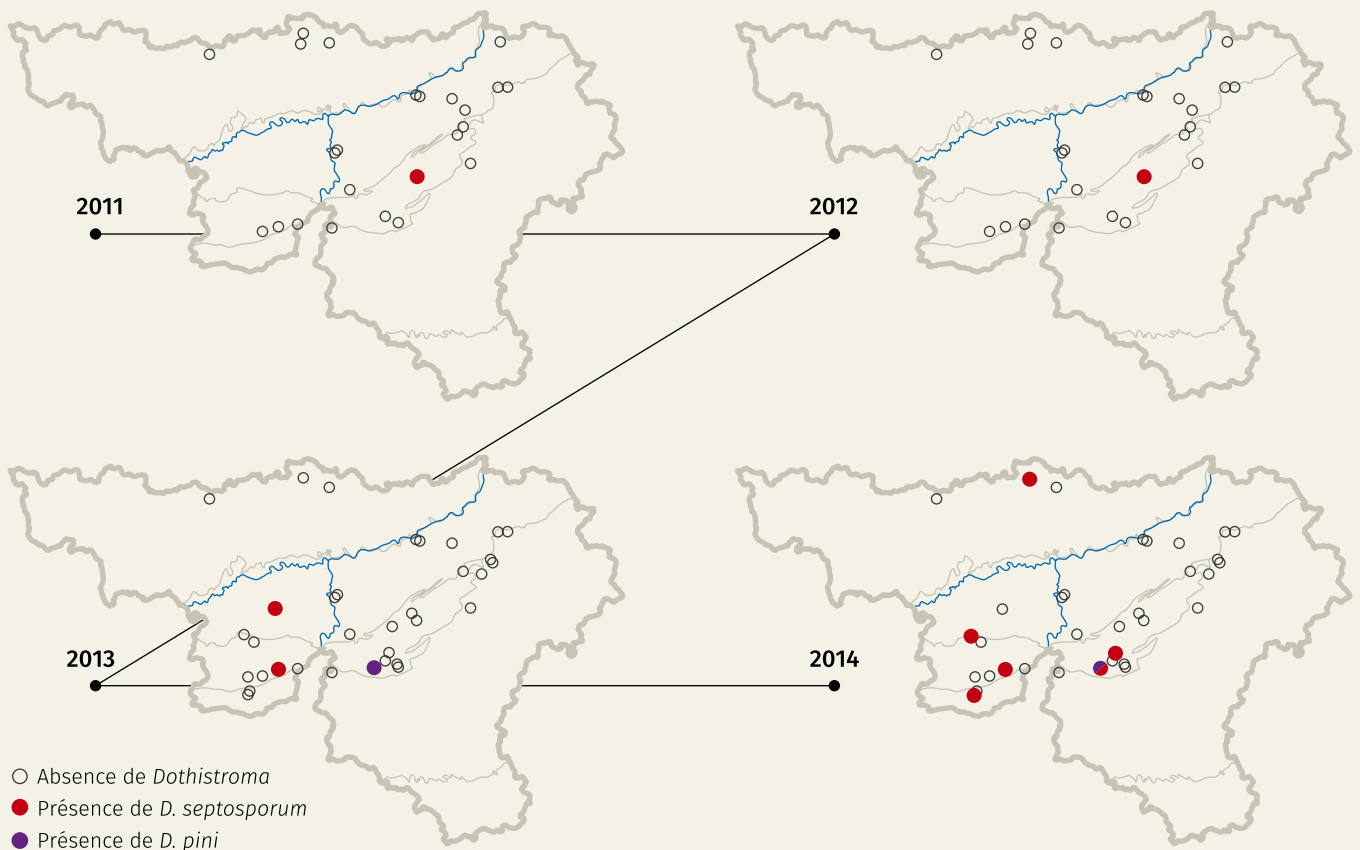 2011
2012
2013
2014
Absence de Dothistroma
Présence de D. septosporum
Présence de D. pini